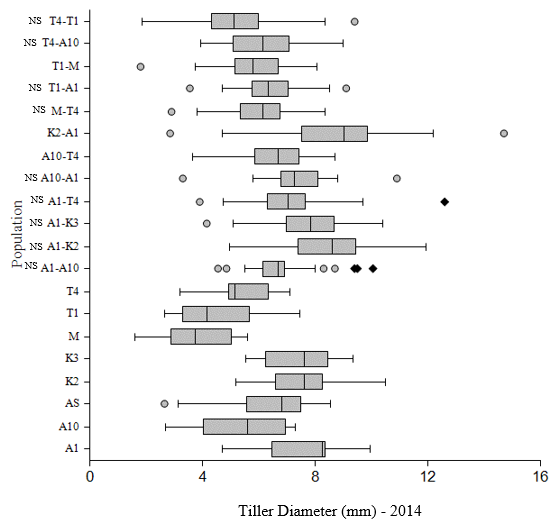 NS T4-T1
NS T4-A10
T1-M
NS T1-A1
NS M-T4
K2-A1
A10-T4
NS A10-A1
NS A1-T4
NS A1-K3
NS A1-K2
NS A1-A10
T4
T1
M
K3
K2
AS
A10
A1
Population
0 4 8 12 16
Tiller Diameter (mm) - 2014